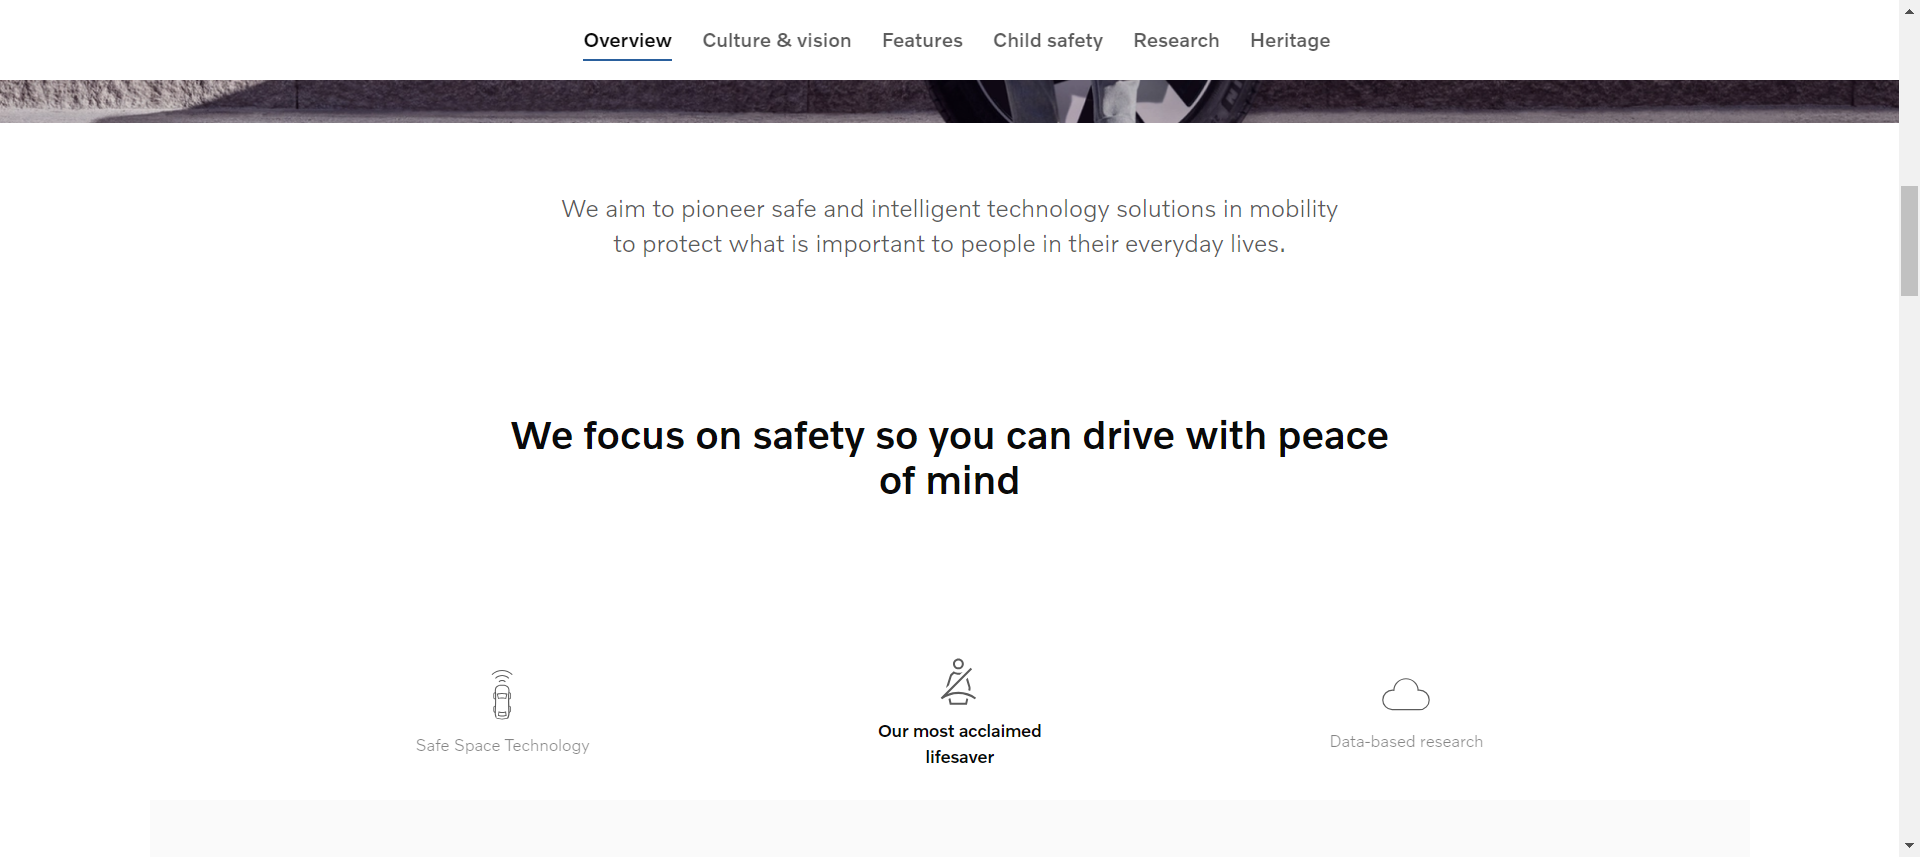 Overview Culture & vision Features Child safety Research Heritage
We aim to pioneer safe and intelligent technology solutions in mobility
to protect what is important to people in their everyday lives.
We focus on safety so you can drive with peace
of mind
Safe Space Technology
Our most acclaimed
lifesaver
Data-based research